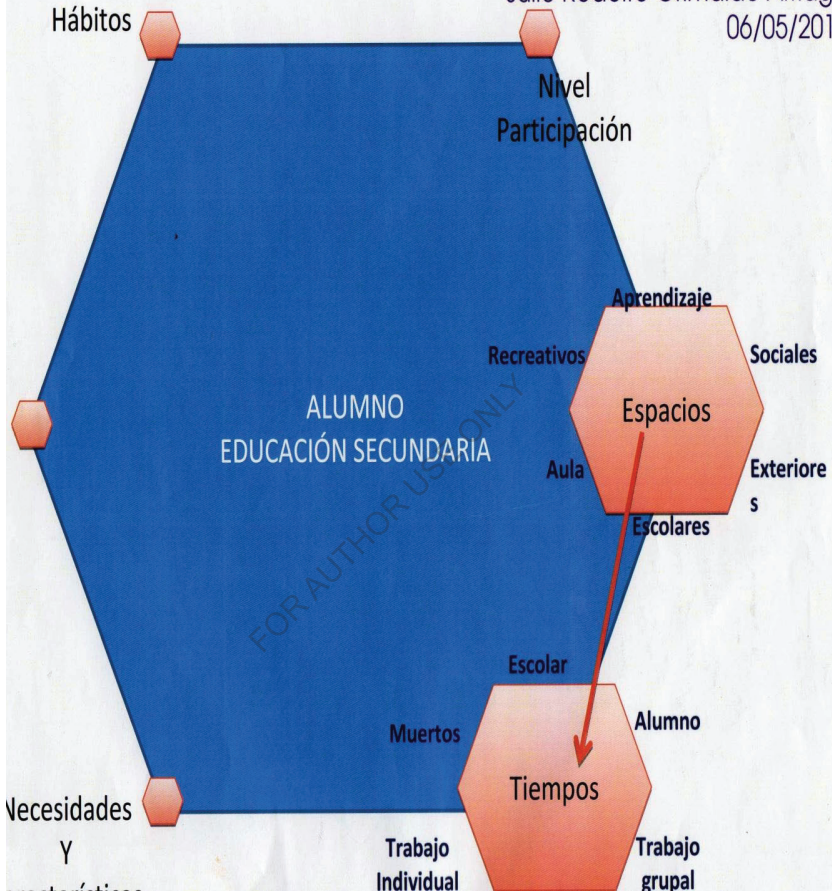 06/05/201
Hábitos
Nivel
Participación
Aprendizaje
Recreativos
Sociales
Espacios
ALUMNO
EDUCACIÓN SECUNDARIA
Aula
Exteriore
s
Escolares
FOR AUTHOR USE ONLY
Escolar
Muertos
Alumno
Tiempos
Necesidades
Y
Trabajo
Individual
Trabajo
grupal